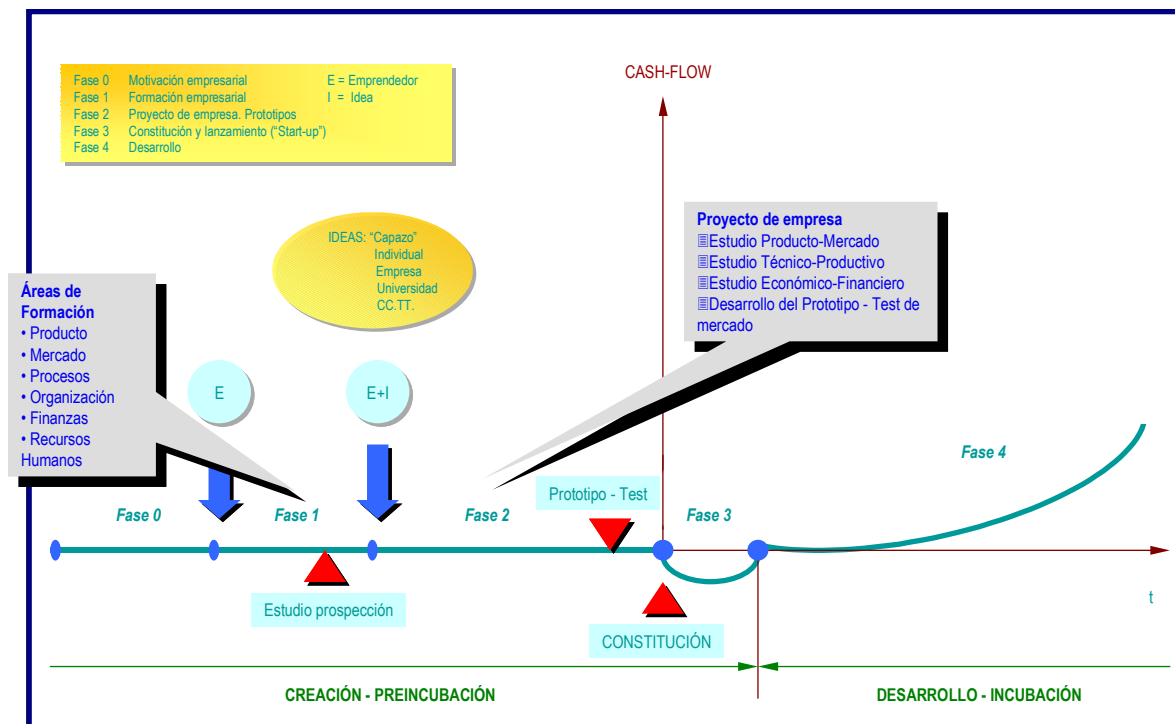 Fase 0 Motivación empresarial E = Emprendedor
Fase 1 Formación empresarial I = Idea
Fase 2 Proyecto de empresa. Prototipos
Fase 3 Constitución y lanzamiento (“Start-up”)
Fase 4 Desarrollo
CASH-FLOW
IDEAS: “Capazo”
Individual
Empresa
Universidad
CC.TT.
Proyecto de empresa
Estudio Producto-Mercado
Estudio Técnico-Productivo
Estudio Económico-Financiero
Desarrollo del Prototipo - Test de
mercado
Áreas de
Formación
• Producto
• Mercado
• Procesos
• Organización
• Finanzas
• Recursos
Humanos
E
E+I
Fase 4
Prototipo - Test
Fase 0
Fase 1
Fase 2
Fase 3
Estudio prospección
t
CONSTITUCIÓN
CREACIÓN - PREINCUBACIÓN
DESARROLLO - INCUBACIÓN